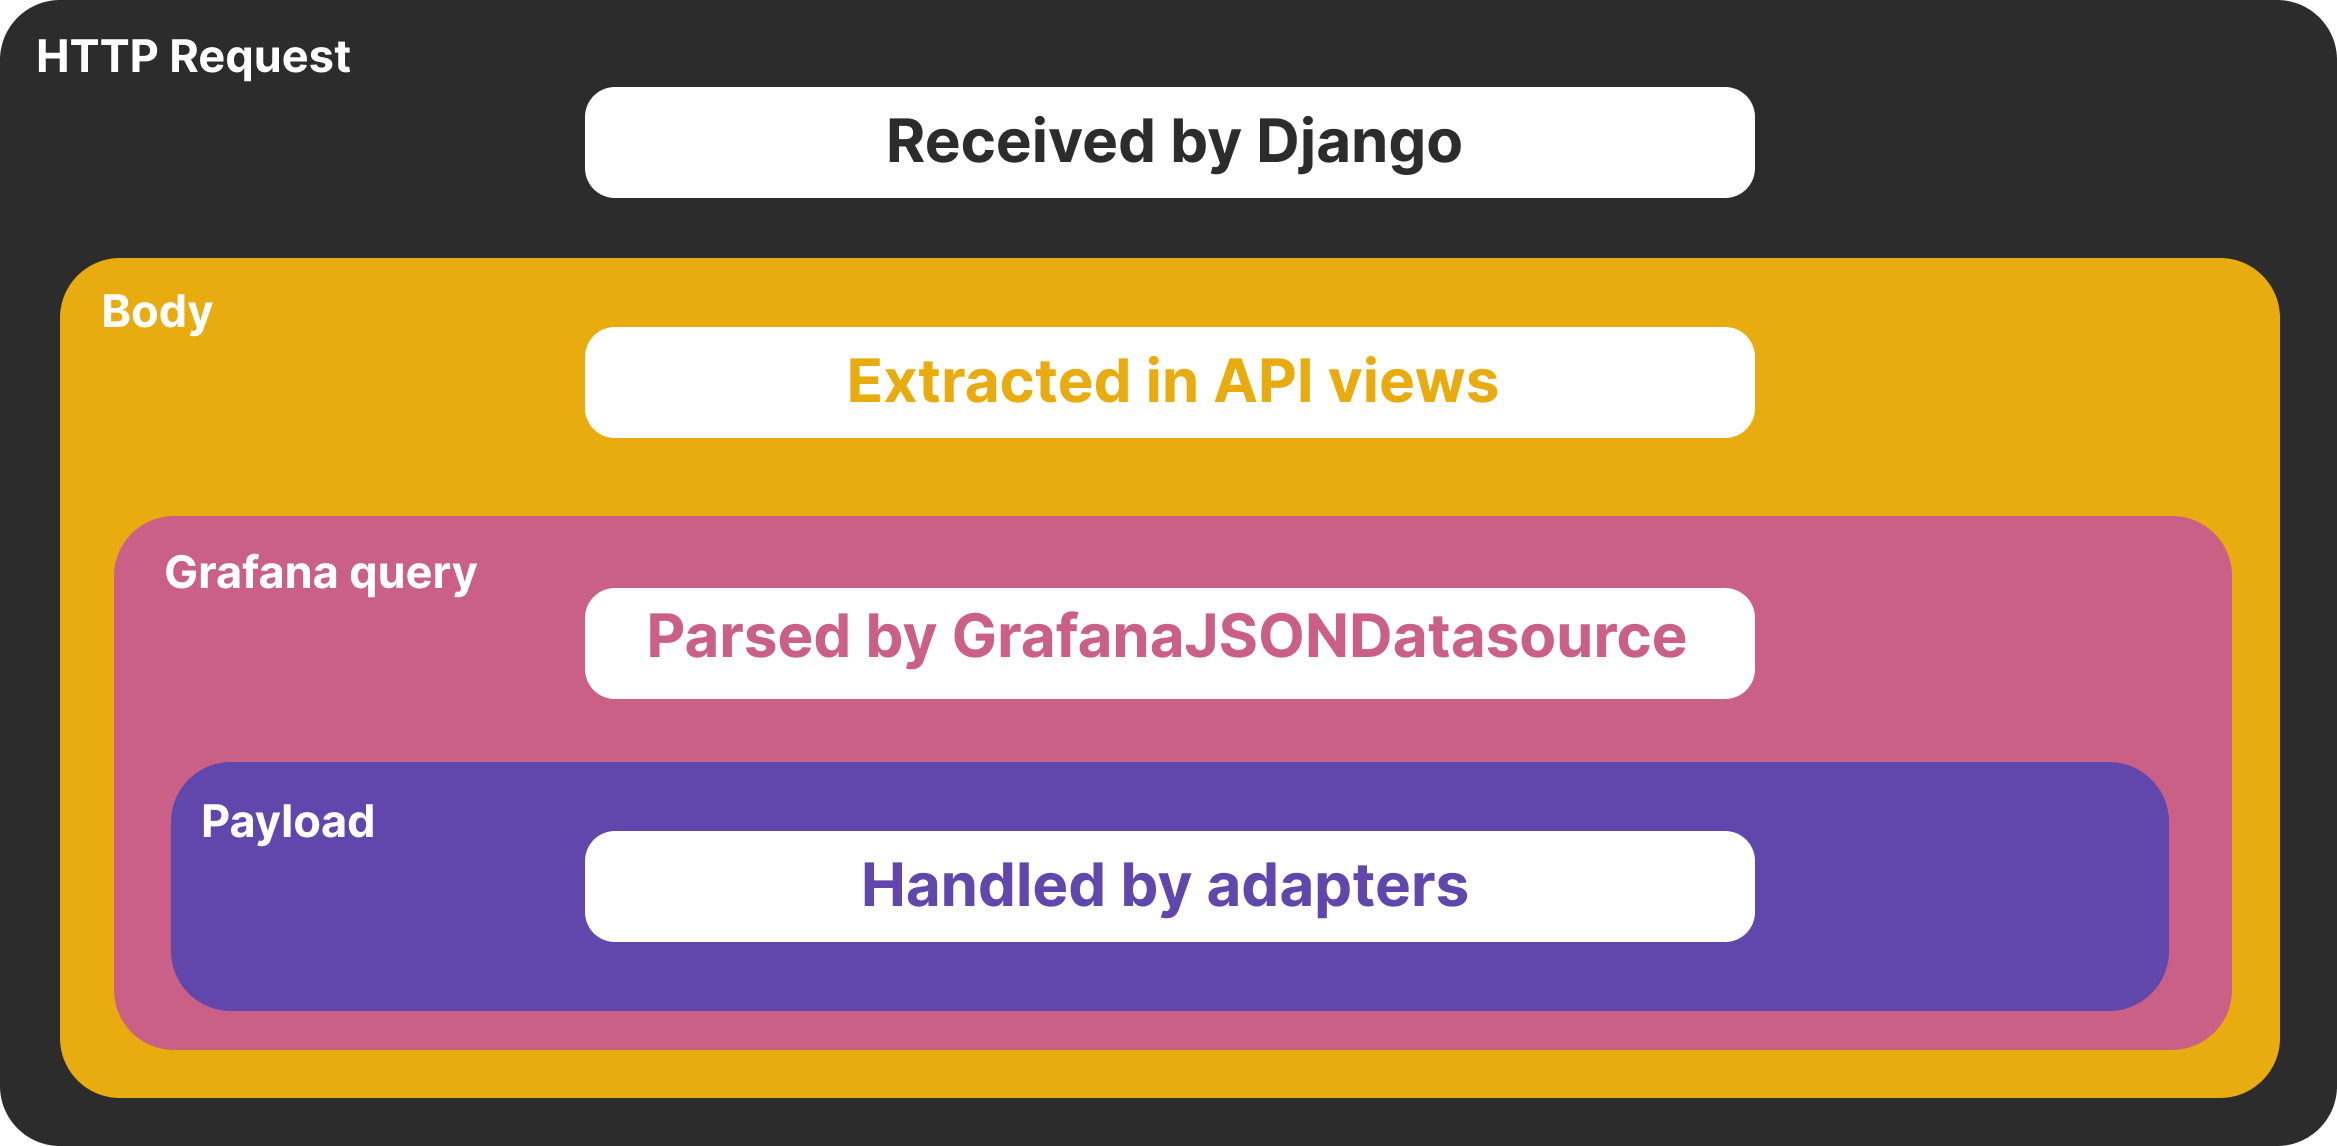 HTTP Request
Received by Django
Body
Extracted in API views
Grafana query
Parsed by GrafanaJSONDatasource
Payload
Handled by adapters